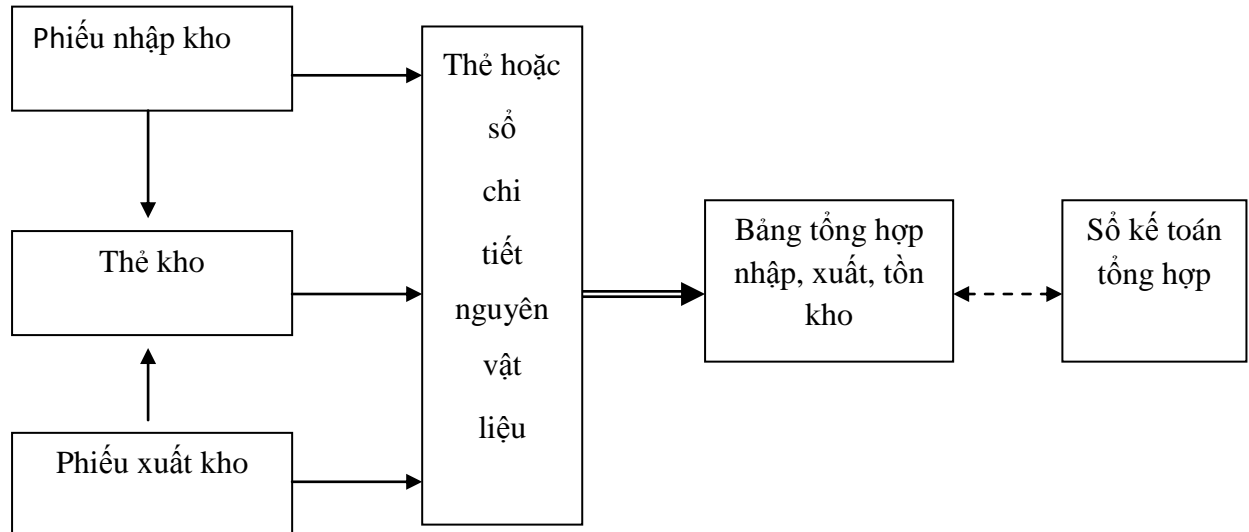 Phiếu nhập kho
Thẻ kho
Phiếu xuất kho
Thẻ hoặc
sổ
chi
tiết
nguyên
vật
liệu
Bảng tổng hợp
nhập, xuất, tồn
kho
Sổ kế toán
tổng hợp